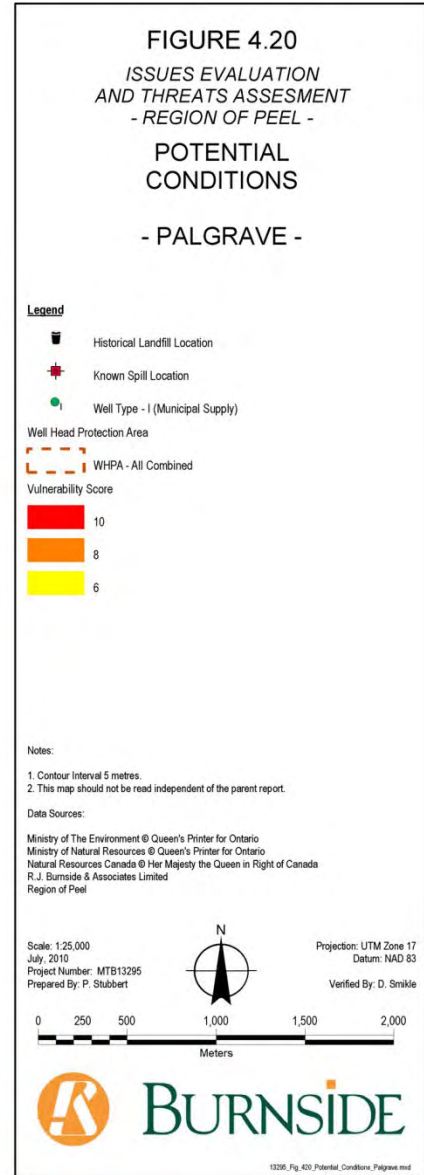 FIGURE 4.20
ISSUES EVALUATION
AND THREATS ASSESMENT
- REGION OF PEEL -
POTENTIAL
CONDITIONS
- PALGRAVE -
Legend
Historical Landfill Location
Known Spill Location
Well Type - I (Municipal Supply)
Well Head Protection Area
WHPA - All Combined
Vulnerability Score
10
8
6
Notes:
1. Contour Interval 5 metres.
2. This map should not be read independent of the parent report.
Data Sources:
Ministry of The Environment © Queen's Printer for Ontario
Ministry of Natural Resources © Queen's Printer for Ontario
Natural Resources Canada © Her Majesty the Queen in Right of Canada
R.J. Burnside & Associates Limited
Region of Peel
Scale: 1:25,000
July, 2010
Project Number: MTB13295
Prepared By: P. Stubbert
N
Projection: UTM Zone 17
Datum: NAD 83
Verified By: D. Smikle
0 250 500 1,000 1,500 2,000
Meters
BURNSIDE
13295_Fig_420_Potential_Conditions_Palgrave.mxd